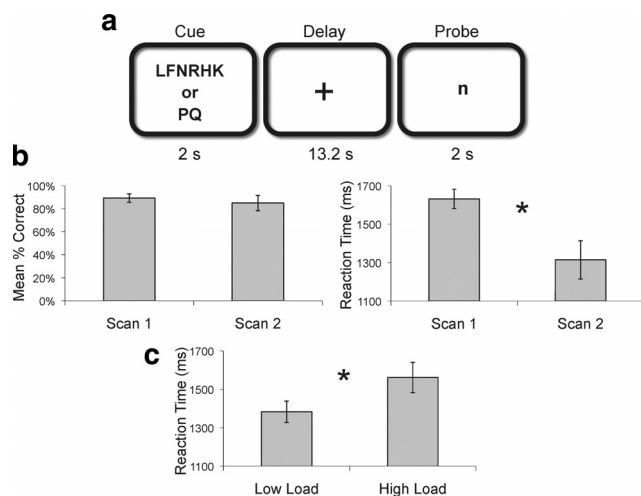 a
Cue Delay Probe
LFNRHK
or
PQ
+
n
2 s 13.2 s 2 s
b
Mean % Correct
100%
80%
60%
40%
20%
0%
Scan 1 Scan 2
Reaction Time (ms)
1700
1500
1300
1100
*
Scan 1 Scan 2
c
Reaction Time (ms)
1700
1500
1300
1100
*
Low Load High Load